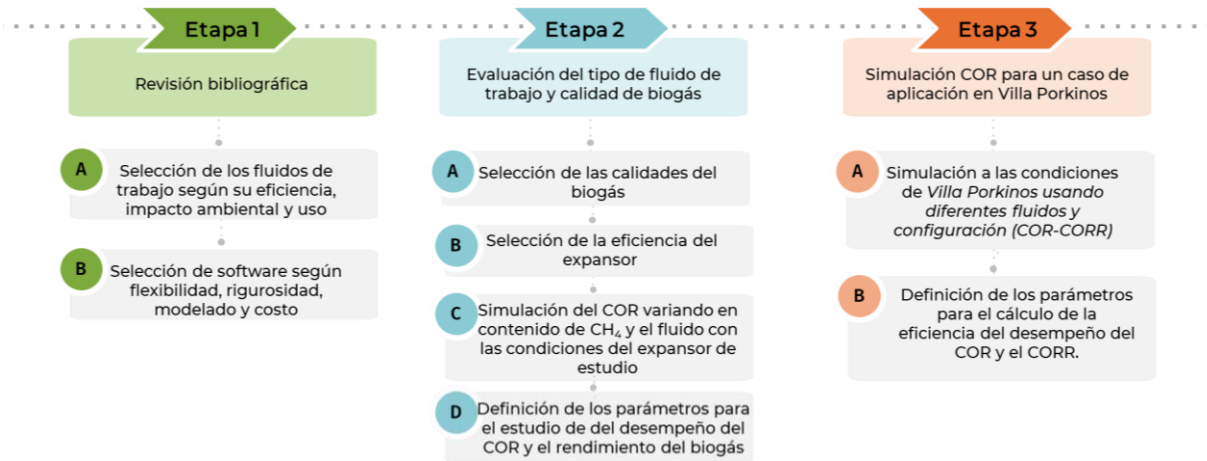 Etapa 1
Revisión bibliográfica
A
Selección de los fluidos de
trabajo según su eficiencia,
impacto ambiental y uso
B
Selección de software según
flexibilidad, rigurosidad,
modelado y costo
Etapa 2
Evaluación del tipo de fluido de
trabajo y calidad de biogás
A
Selección de las calidades del
biogás
B
Selección de la eficiencia del
expansor
C
Simulación del COR variando en
contenido de CH₄ y el fluido con
las condiciones del expansor de
estudio
D
Definición de los parámetros para
el estudio de del desempeño del
COR y el rendimiento del biogás
Etapa 3
Simulación COR para un caso de
aplicación en Villa Porkinos
A
Simulación a las condiciones
de Villa Porkinos usando
diferentes fluidos y
configuración (COR-CORR)
B
Definición de los parámetros
para el cálculo de la
eficiencia del desempeño del
COR y el CORR.